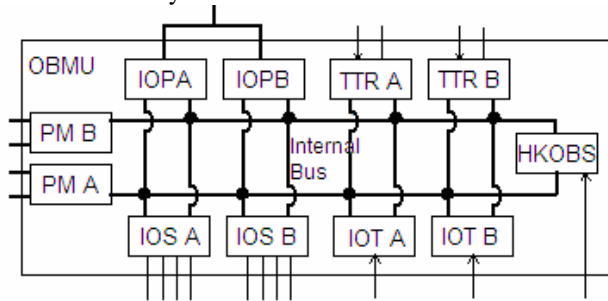 OBMU
IOPA
IOPB
TTR A
TTR B
PM B
Internal
Bus
HKOBS
PM A
IOS A
IOS B
IOT A
IOT B